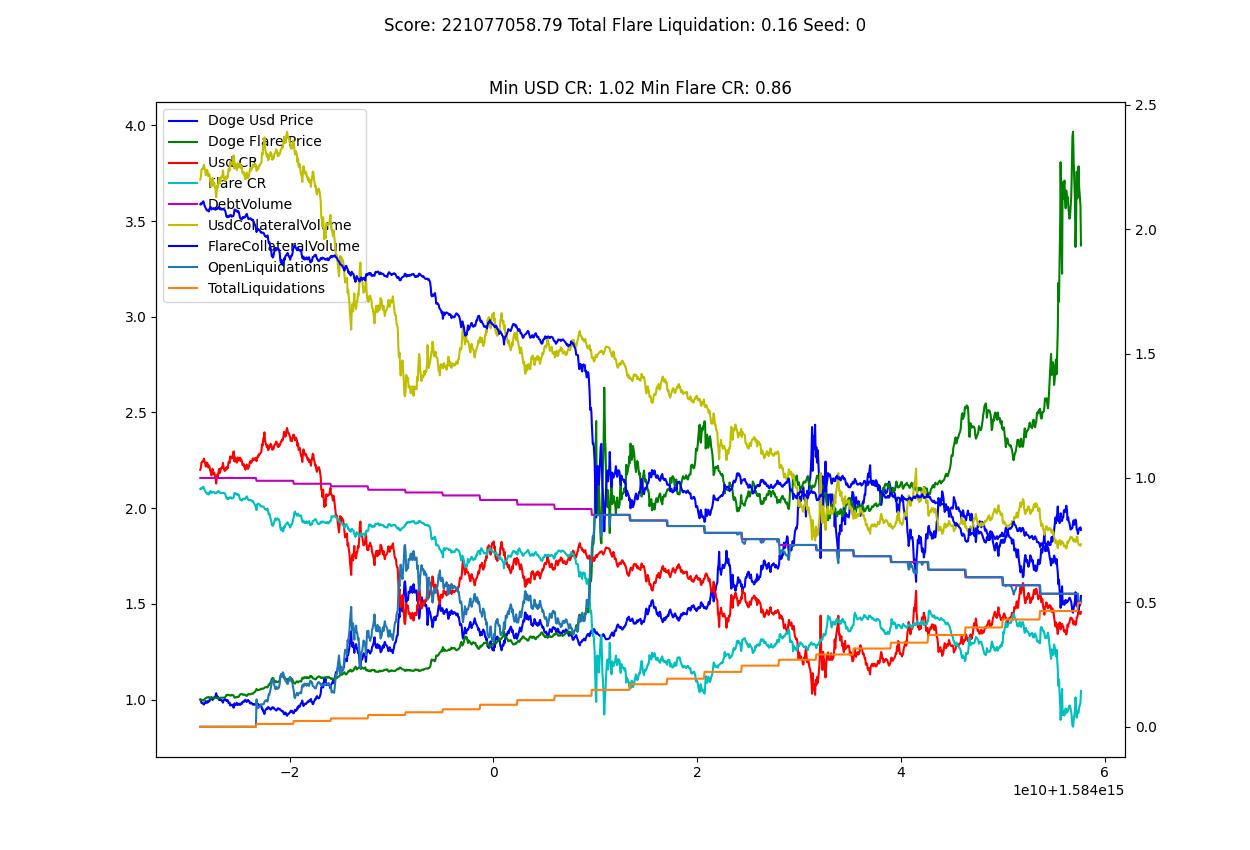 Score: 221077058.79 Total Flare Liquidation: 0.16 Seed: 0
Min USD CR: 1.02 Min Flare CR: 0.86
Doge Usd Price
Doge Flare Price
Usd CR
Flare CR
DebtVolume
UsdCollateralVolume
FlareCollateralVolume
OpenLiquidations
TotalLiquidations
4.0
3.5
3.0
2.5
2.0
1.5
1.0
2.5
2.0
1.5
1.0
0.5
0.0
−2
0
2
4
6
1e10+1.584e15